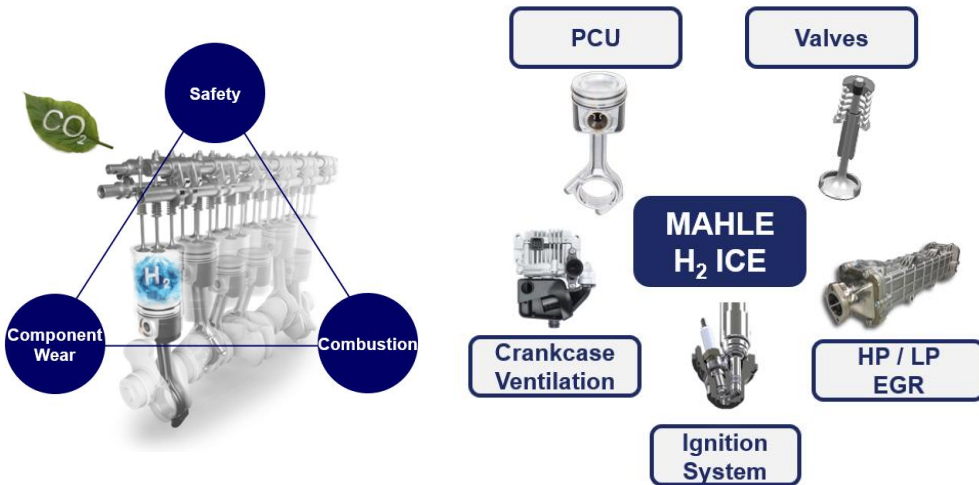 Safety
CO₂
H₂
Component
Wear
Combustion
PCU
Valves
MAHLE
H₂ ICE
Crankcase
Ventilation
HP / LP
EGR
Ignition
System